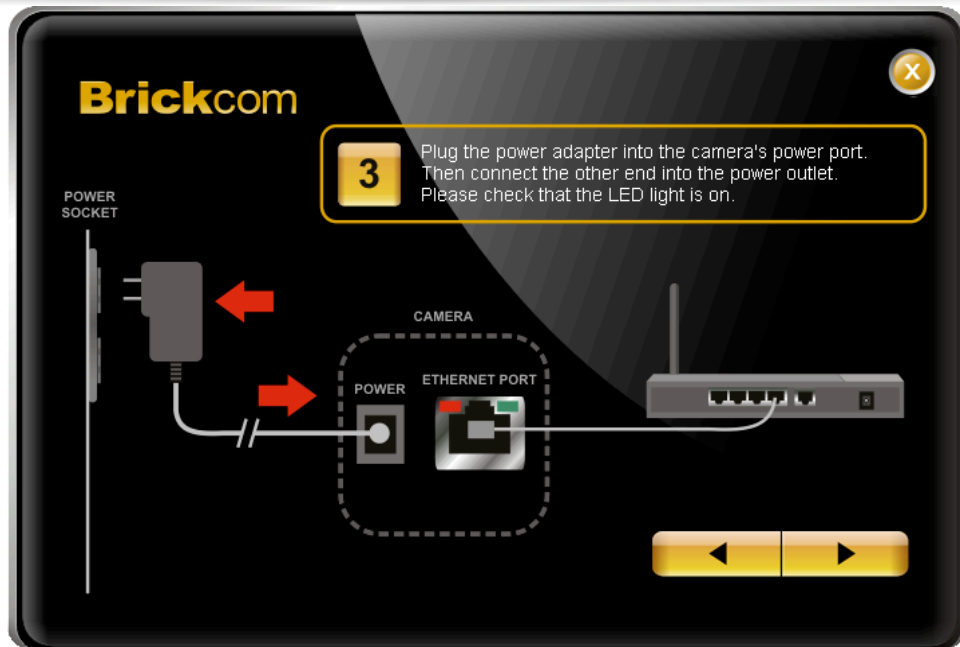 Brickcom
X
3
Plug the power adapter into the camera's power port.
Then connect the other end into the power outlet.
Please check that the LED light is on.
POWER
SOCKET
CAMERA
POWER
ETHERNET PORT